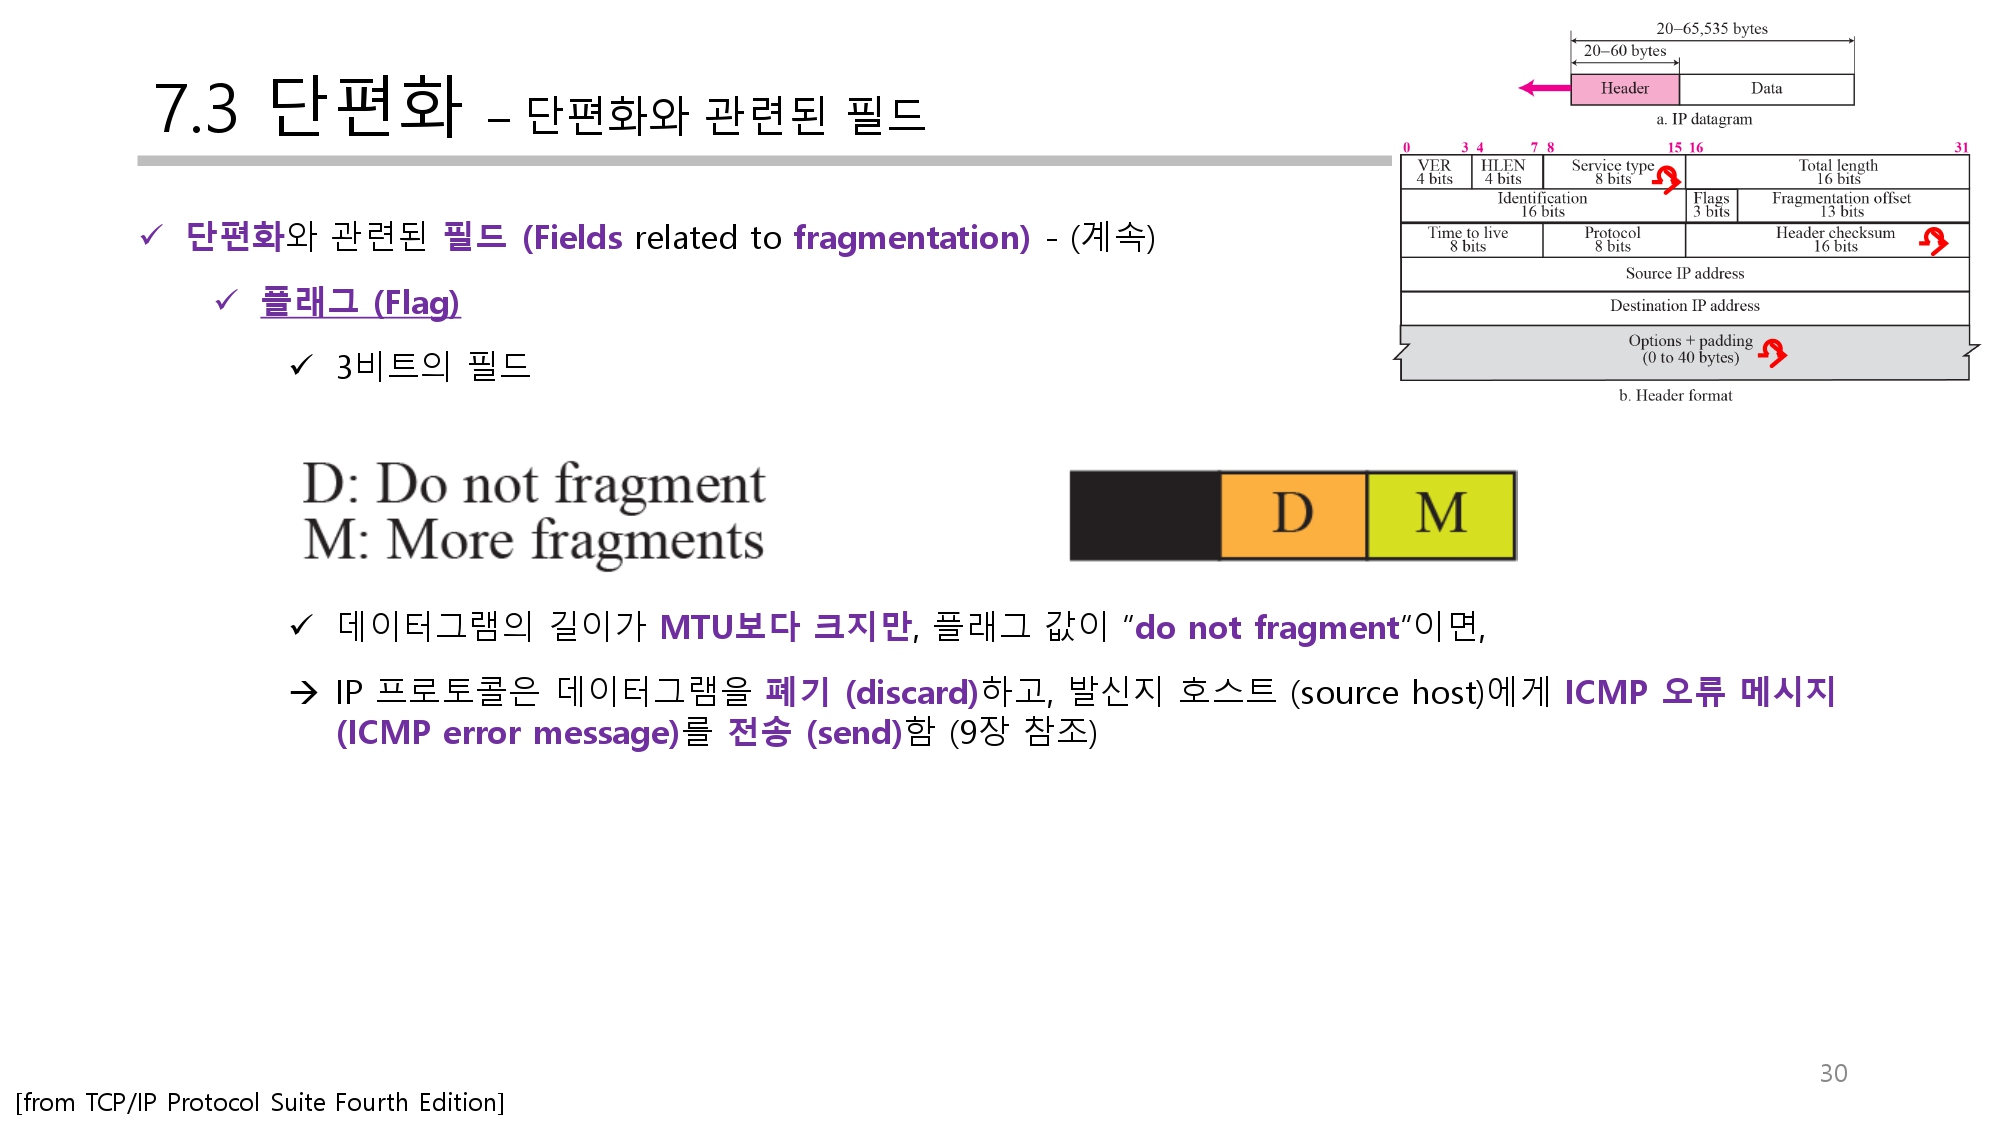 7.3 단편화 – 단편화와 관련된 필드
20–65,535 bytes
20–60 bytes
Header Data
a. IP datagram
0 3 4 7 8 15 16 31
VER HLEN Service type Total length
4 bits 4 bits 8 bits 16 bits
Identification Flags Fragmentation offset
16 bits 3 bits 13 bits
Time to live Protocol Header checksum
8 bits 8 bits 16 bits
Source IP address
Destination IP address
Options + padding
(0 to 40 bytes)
b. Header format
✓ 단편화와 관련된 필드 (Fields related to fragmentation) - (계속)
✓ 플래그 (Flag)
✓ 3비트의 필드
D: Do not fragment
M: More fragments
D M
✓ 데이터그램의 길이가 MTU보다 크지만, 플래그 값이 “do not fragment“이면,
→ IP 프로토콜은 데이터그램을 폐기 (discard)하고, 발신지 호스트 (source host)에게 ICMP 오류 메시지
(ICMP error message)를 전송 (send)함 (9장 참조)
30
[from TCP/IP Protocol Suite Fourth Edition]